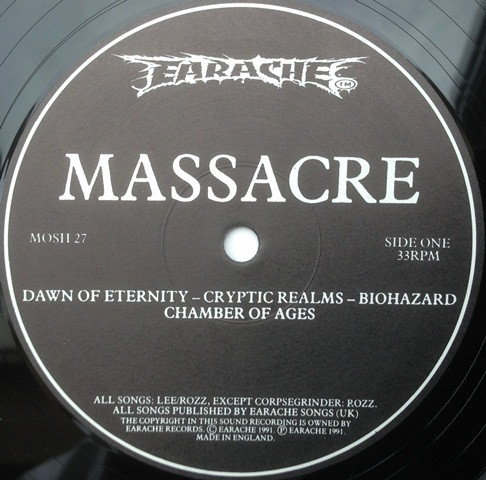 EARACHE TM
MASSACRE
MOSH 27
SIDE ONE
33RPM
DAWN OF ETERNITY – CRYPTIC REALMS – BIOHAZARD
CHAMBER OF AGES
ALL SONGS: LEE/ROZZ, EXCEPT CORPSEGRINDER: ROZZ.
ALL SONGS PUBLISHED BY EARACHE SONGS (UK)
THE COPYRIGHT IN THIS SOUND RECORDING IS OWNED BY
EARACHE RECORDS. Ⓒ EARACHE 1991. Ⓟ EARACHE 1991.
MADE IN ENGLAND.